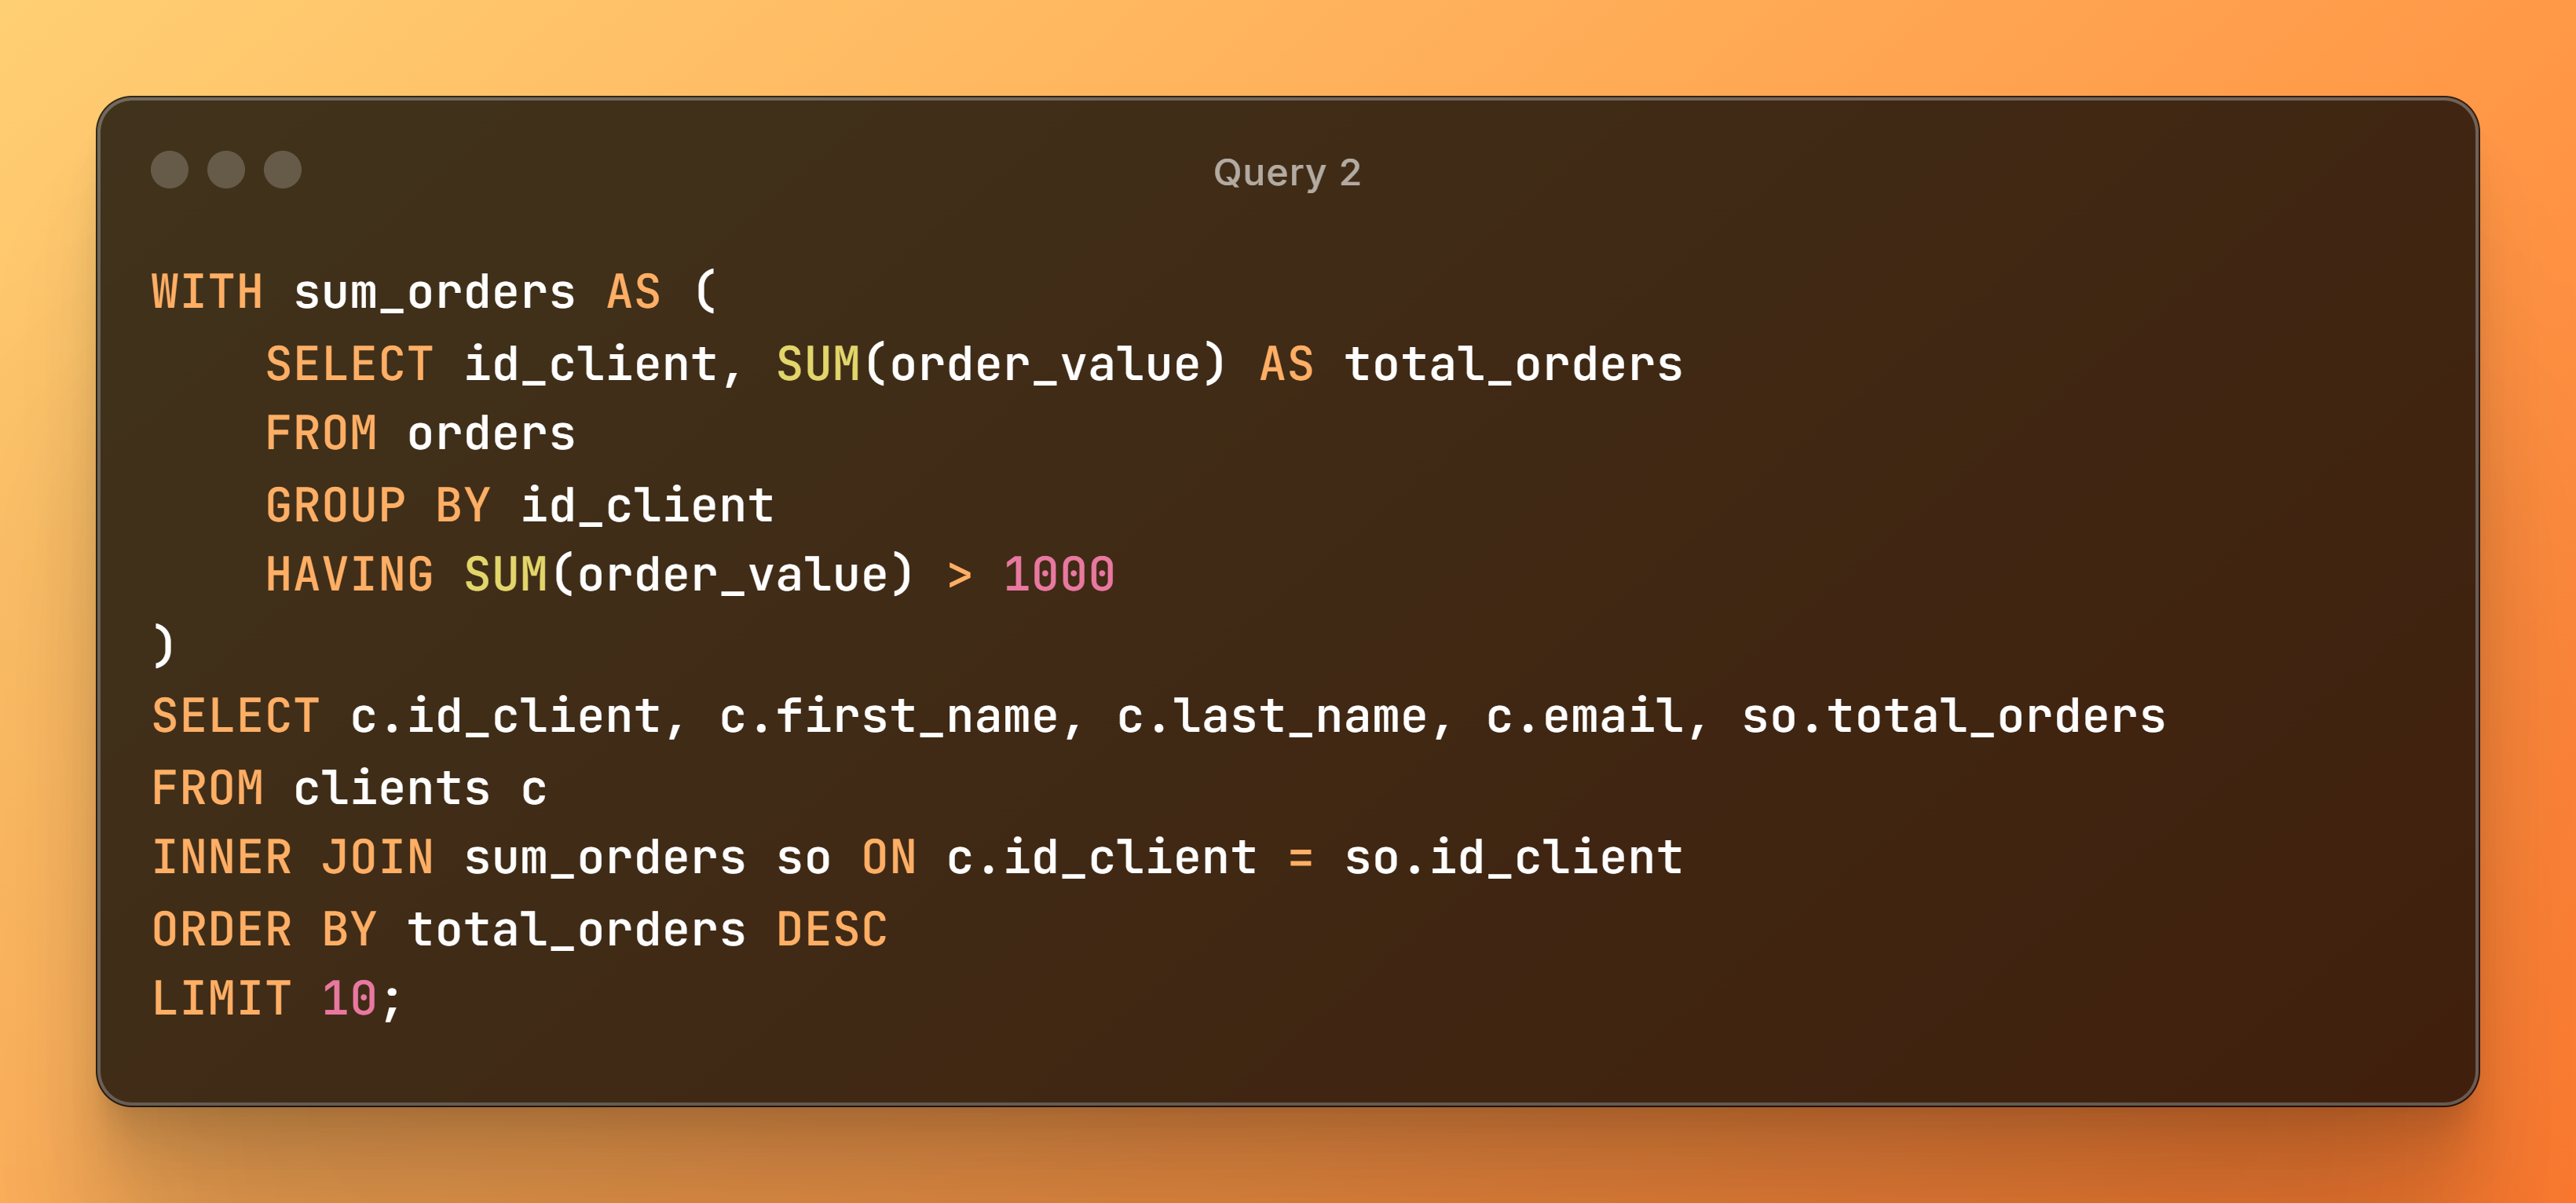 Query 2
WITH sum_orders AS (
    SELECT id_client, SUM(order_value) AS total_orders
    FROM orders
    GROUP BY id_client
    HAVING SUM(order_value) > 1000
)
SELECT c.id_client, c.first_name, c.last_name, c.email, so.total_orders
FROM clients c
INNER JOIN sum_orders so ON c.id_client = so.id_client
ORDER BY total_orders DESC
LIMIT 10;